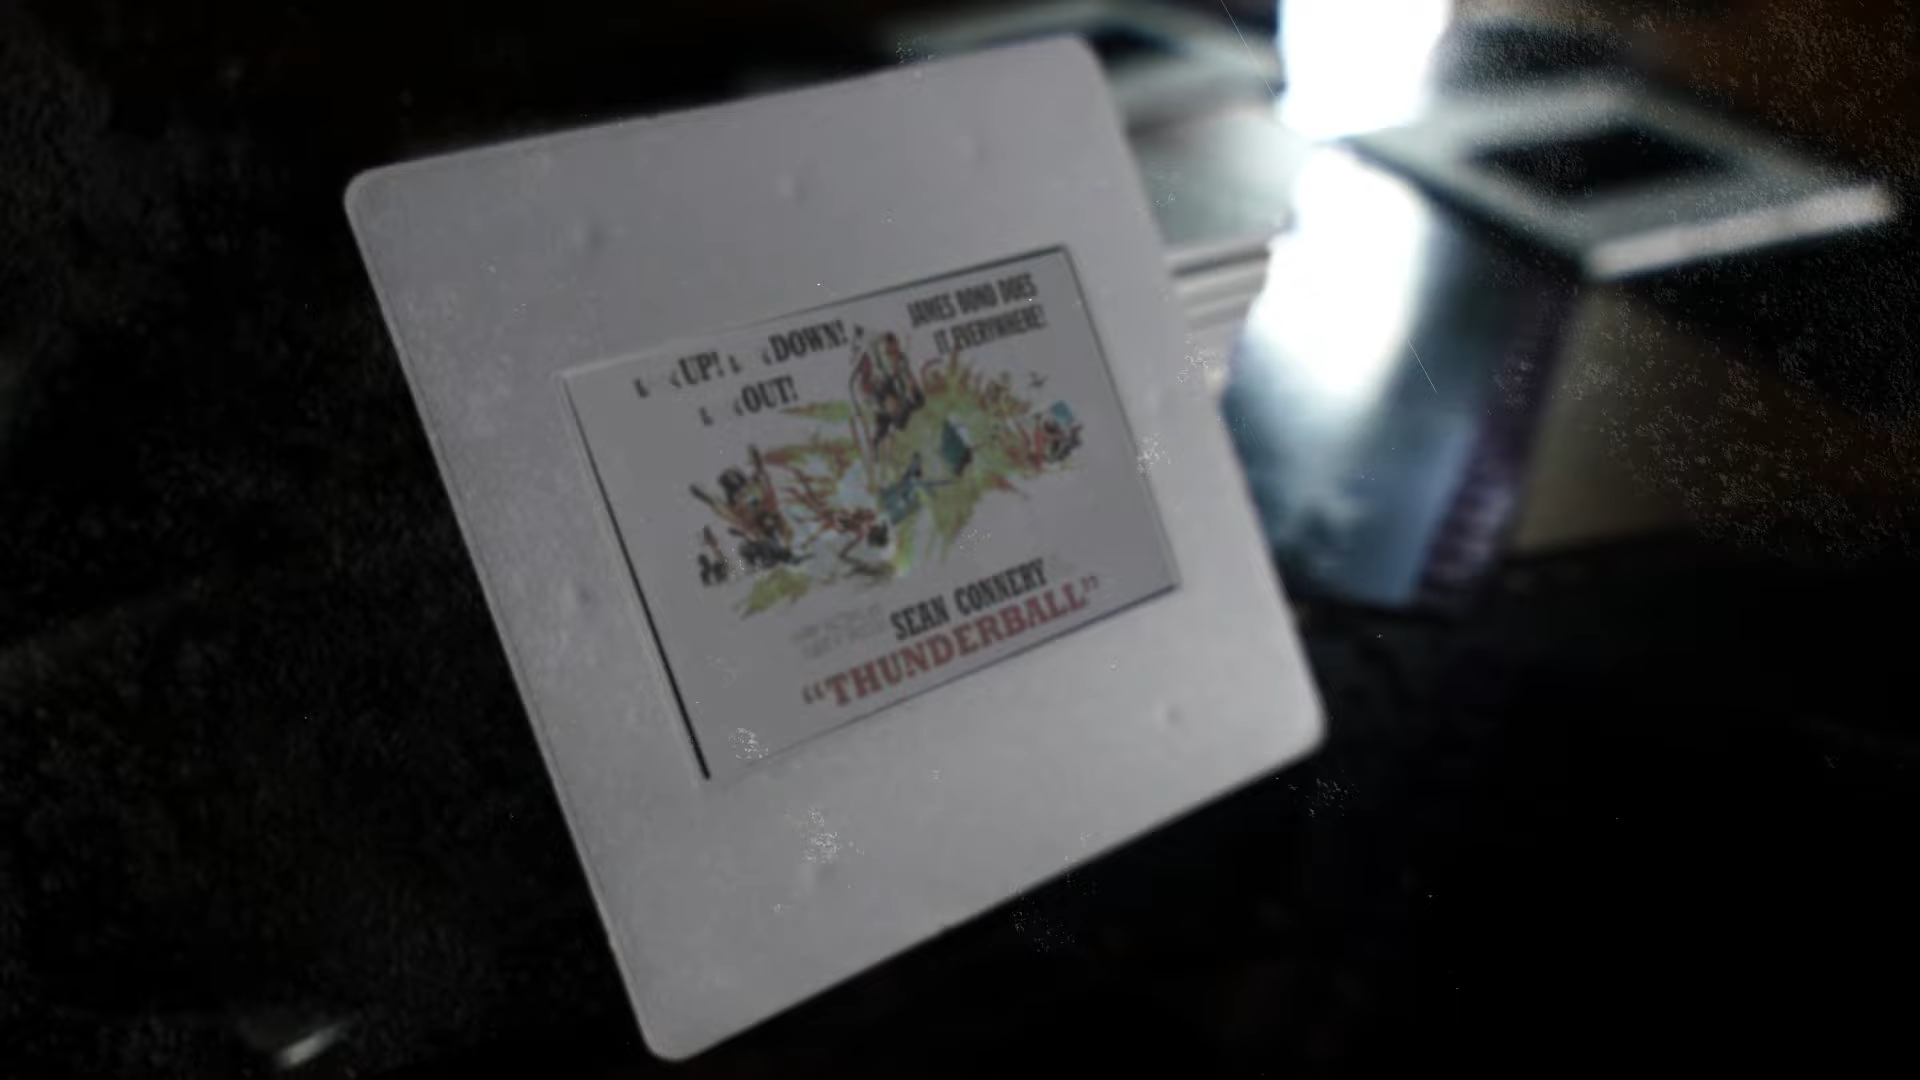 UP! DOWN!
OUT!
JAMES BOND DOES
IT EVERYWHERE!
SEAN CONNERY
"THUNDERBALL"